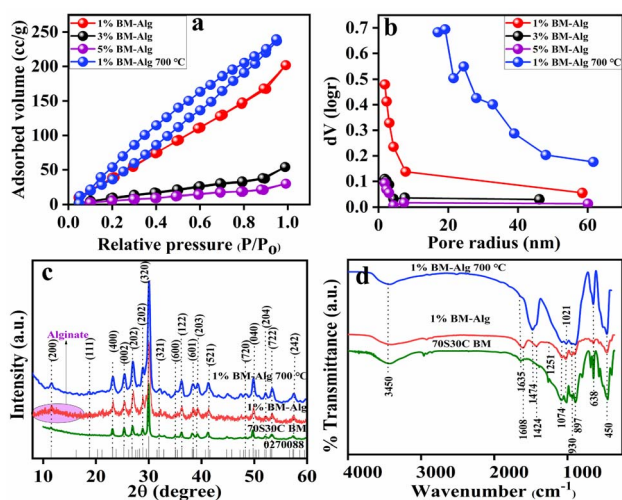 a
1% BM-Alg
3% BM-Alg
5% BM-Alg
1% BM-Alg 700 °C
Adsorbed volume (cc/g)
250
200
150
100
50
0
0.0 0.2 0.4 0.6 0.8 1.0
Relative pressure (P/Po)
b
1% BM-Alg
3% BM-Alg
5% BM-Alg
1% BM-Alg 700 °C
dV (logr)
0.7
0.6
0.5
0.4
0.3
0.2
0.1
0.0
0 10 20 30 40 50 60
Pore radius (nm)
c
Intensity (a.u.)
Alginate
(200)
(111)
(400)
(002)
(202)
(202)
(320)
(321)
(600)
(122)
(601)
(203)
(521)
(720)
(040)
(204)
(722)
(242)
1% BM-Alg 700 °C
1% BM-Alg
70S30C BM
0270088
10 20 30 40 50 60
2θ (degree)
d
% Transmittance (a.u.)
1% BM-Alg 700 °C
1% BM-Alg
70S30C BM
3450
1635
1608
1474
1424
1251
1074
1021
930
897
638
450
4000 3000 2000 1000
Wavenumber (cm-1)